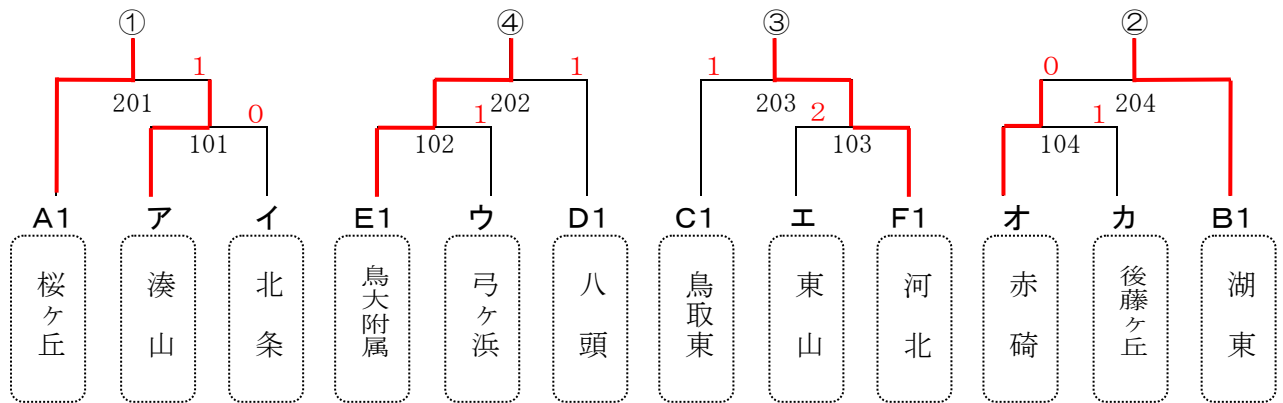 ① ④ ③ ②
1 1 1 0
201 202 203 204
0 1 2 1
101 102 103 104
A1 ア イ E1 ウ D1 C1 エ F1 オ カ B1
桜ヶ丘
湊山
北条
鳥大附属
弓ヶ浜
八頭
鳥取東
東山
河北
赤碕
後藤ヶ丘
湖東